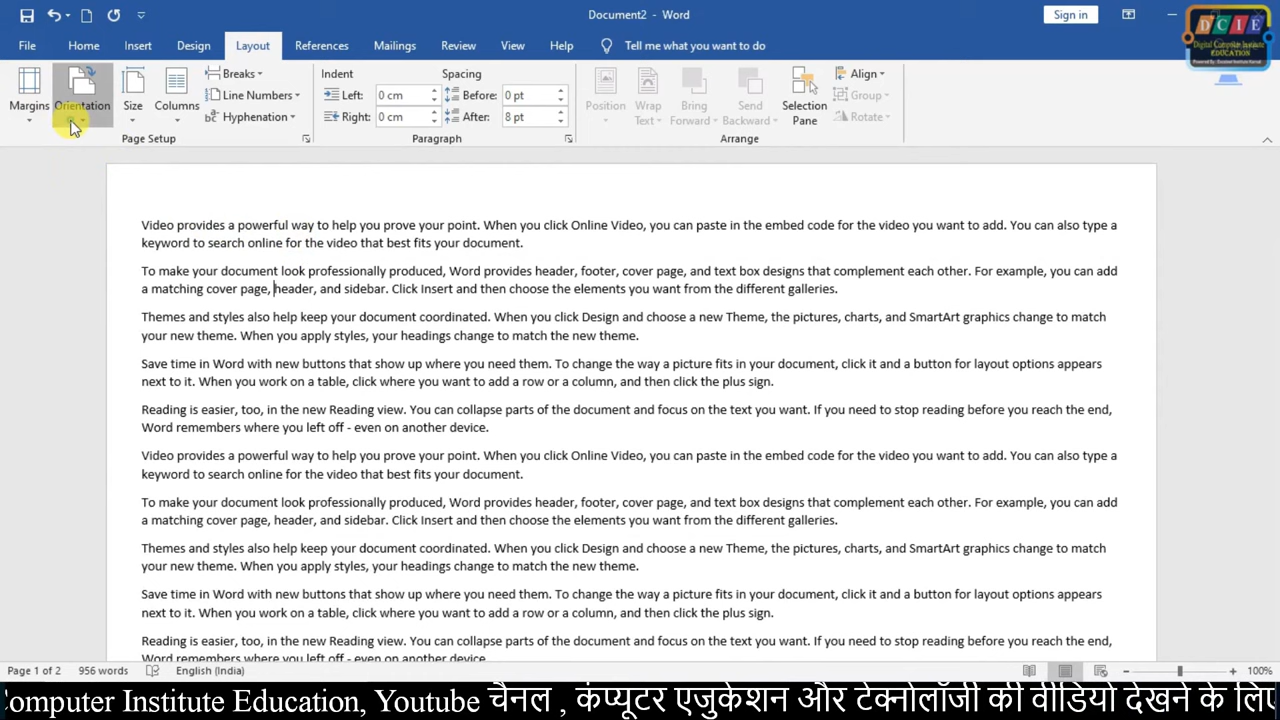 Document2 - Word
Sign in
DCIE
Digital Computer Institute
EDUCATION
File Home Insert Design Layout References Mailings Review View Help Tell me what you want to do
Margins Orientation Size Columns
Breaks
Line Numbers
Hyphenation
Page Setup
Indent
Left: 0 cm
Right: 0 cm
Spacing
Before: 0 pt
After: 8 pt
Paragraph
Position
Wrap
Text
Bring
Forward
Send
Backward
Selection
Pane
Align
Group
Rotate
Arrange
Video provides a powerful way to help you prove your point. When you click Online Video, you can paste in the embed code for the video you want to add. You can also type a
keyword to search online for the video that best fits your document.
To make your document look professionally produced, Word provides header, footer, cover page, and text box designs that complement each other. For example, you can add
a matching cover page, header, and sidebar. Click Insert and then choose the elements you want from the different galleries.
Themes and styles also help keep your document coordinated. When you click Design and choose a new Theme, the pictures, charts, and SmartArt graphics change to match
your new theme. When you apply styles, your headings change to match the new theme.
Save time in Word with new buttons that show up where you need them. To change the way a picture fits in your document, click it and a button for layout options appears
next to it. When you work on a table, click where you want to add a row or a column, and then click the plus sign.
Reading is easier, too, in the new Reading view. You can collapse parts of the document and focus on the text you want. If you need to stop reading before you reach the end,
Word remembers where you left off - even on another device.
Video provides a powerful way to help you prove your point. When you click Online Video, you can paste in the embed code for the video you want to add. You can also type a
keyword to search online for the video that best fits your document.
To make your document look professionally produced, Word provides header, footer, cover page, and text box designs that complement each other. For example, you can add
a matching cover page, header, and sidebar. Click Insert and then choose the elements you want from the different galleries.
Themes and styles also help keep your document coordinated. When you click Design and choose a new Theme, the pictures, charts, and SmartArt graphics change to match
your new theme. When you apply styles, your headings change to match the new theme.
Save time in Word with new buttons that show up where you need them. To change the way a picture fits in your document, click it and a button for layout options appears
next to it. When you work on a table, click where you want to add a row or a column, and then click the plus sign.
Reading is easier, too, in the new Reading view. You can collapse parts of the document and focus on the text you want. If you need to stop reading before you reach the end,
Word remembers where you left off - even on another device.
Page 1 of 2 956 words English (India) 100%
Computer Institute Education, Youtube चैनल , कंप्यूटर एजुकेशन और टेक्नोलॉजी की वीडियो देखने के लिए